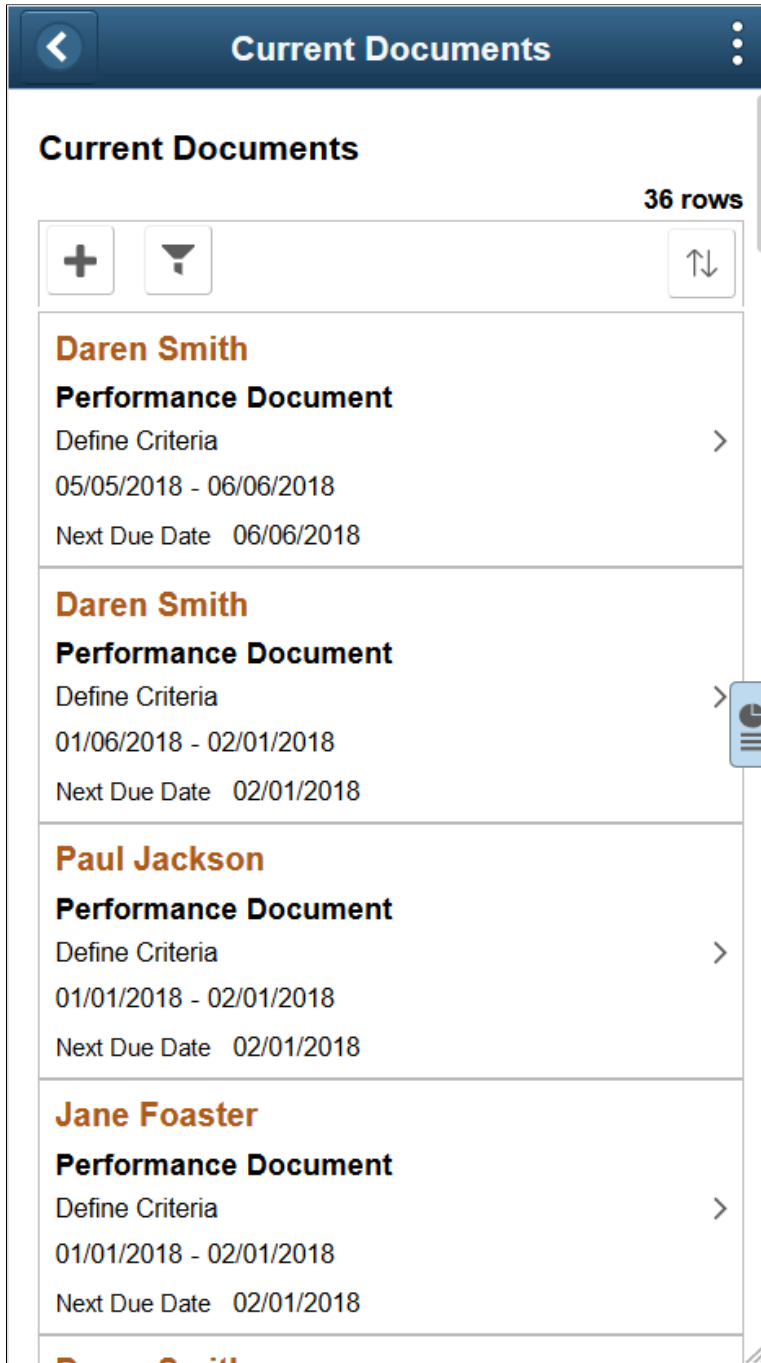 Current Documents
Current Documents
36 rows
Daren Smith
Performance Document
Define Criteria
05/05/2018 - 06/06/2018
Next Due Date 06/06/2018
Daren Smith
Performance Document
Define Criteria
01/06/2018 - 02/01/2018
Next Due Date 02/01/2018
Paul Jackson
Performance Document
Define Criteria
01/01/2018 - 02/01/2018
Next Due Date 02/01/2018
Jane Foaster
Performance Document
Define Criteria
01/01/2018 - 02/01/2018
Next Due Date 02/01/2018